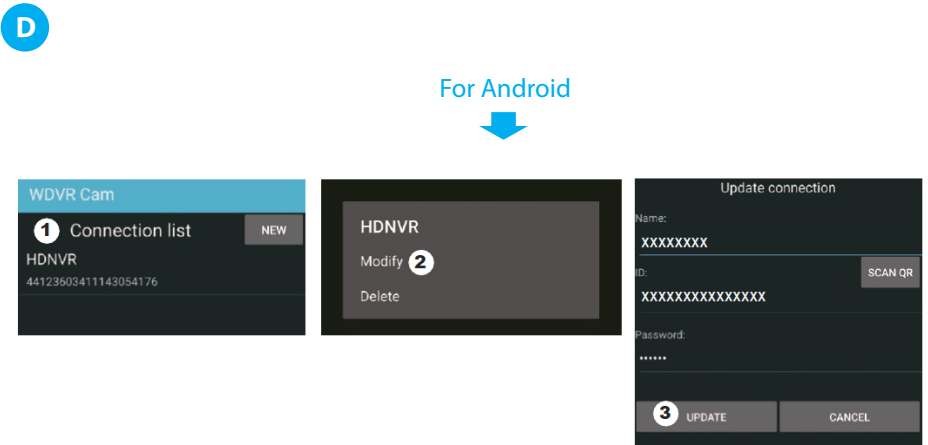 D
For Android
WDVR Cam
1 Connection list NEW
HDNVR
44123603411143054176
HDNVR
Modify 2
Delete
Update connection
Name:
XXXXXXXX
ID: SCAN QR
XXXXXXXXXXXXXXX
Password:
••••••
3 UPDATE CANCEL